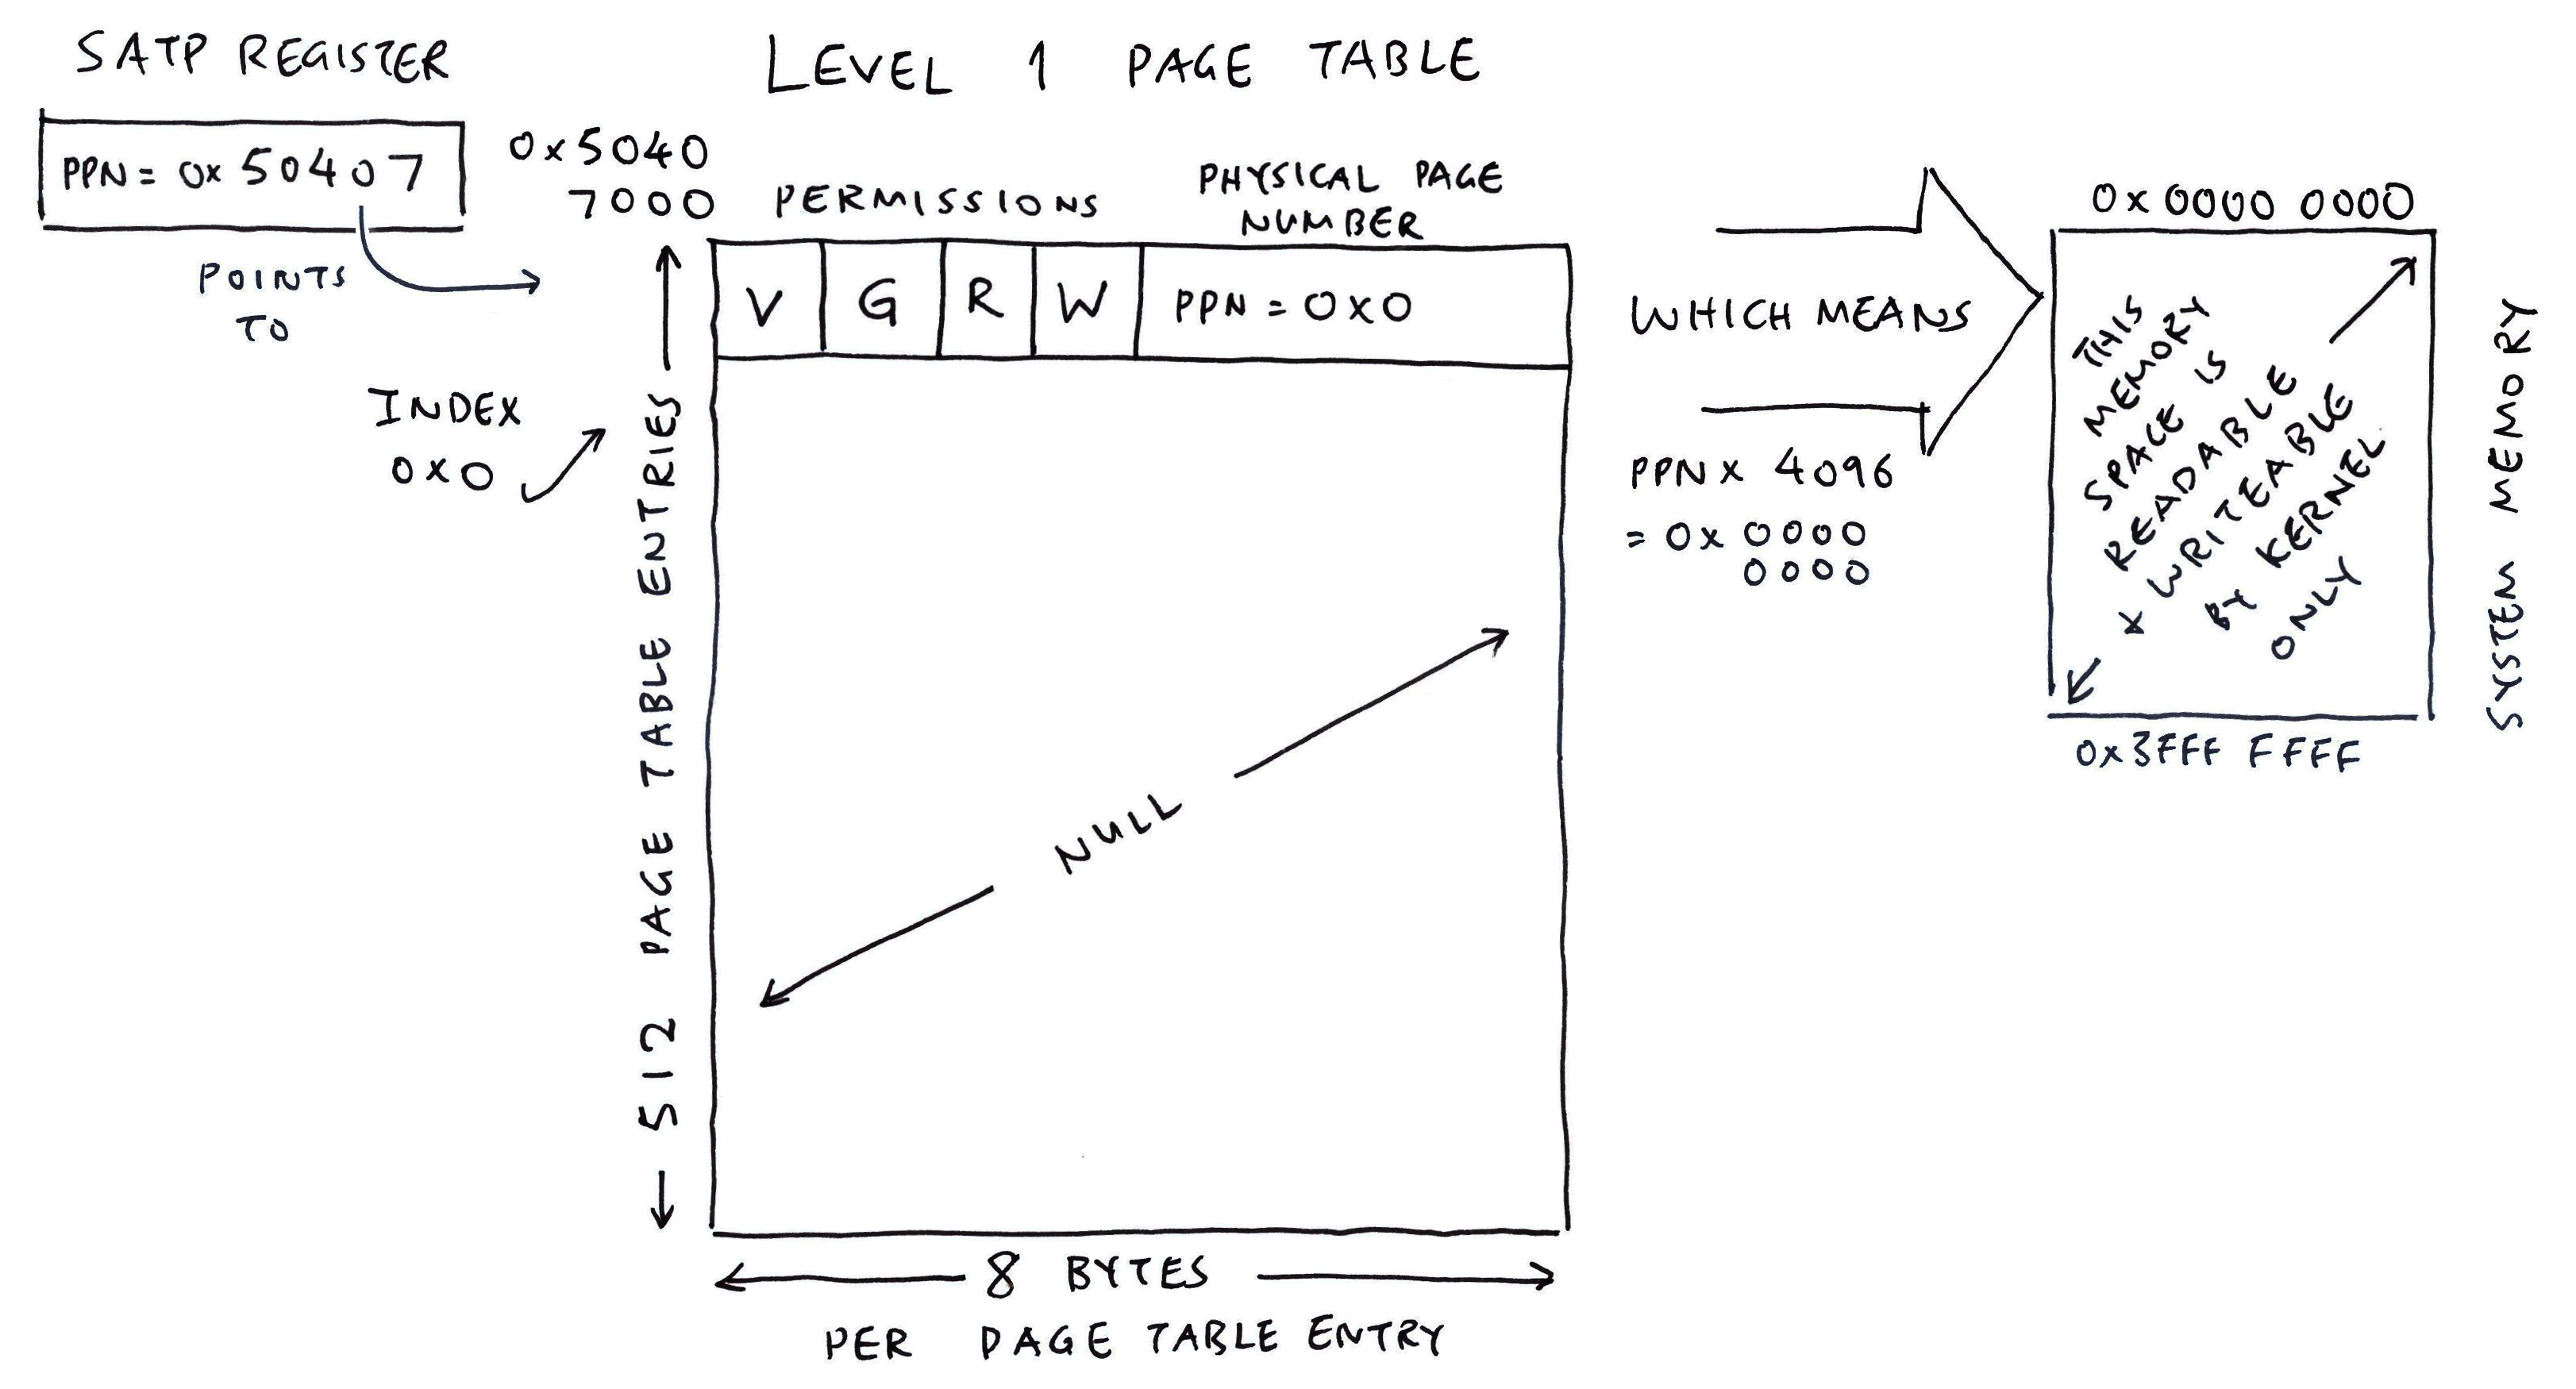 SATP REGISTER
PPN = 0x 50407
POINTS
TO
INDEX
0x0
LEVEL 1 PAGE TABLE
0x5040
7000
PERMISSIONS
PHYSICAL PAGE
NUMBER
V G R W PPN = 0x0
512 PAGE TABLE ENTRIES
NULL
8 BYTES
PER PAGE TABLE ENTRY
WHICH MEANS
PPN x 4096
= 0x 0000
0000
0x 0000 0000
THIS
MEMORY
SPACE IS
READABLE
+ WRITEABLE
BY KERNEL
ONLY
0x3FFF FFFF
SYSTEM MEMORY